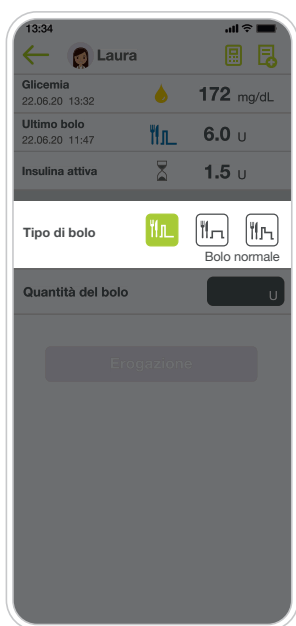 13:34
Laura
Glicemia
22.06.20 13:32
172 mg/dL
Ultimo bolo
22.06.20 11:47
6.0 U
Insulina attiva
1.5 U
Tipo di bolo
Bolo normale
Quantità del bolo
U
Erogazione